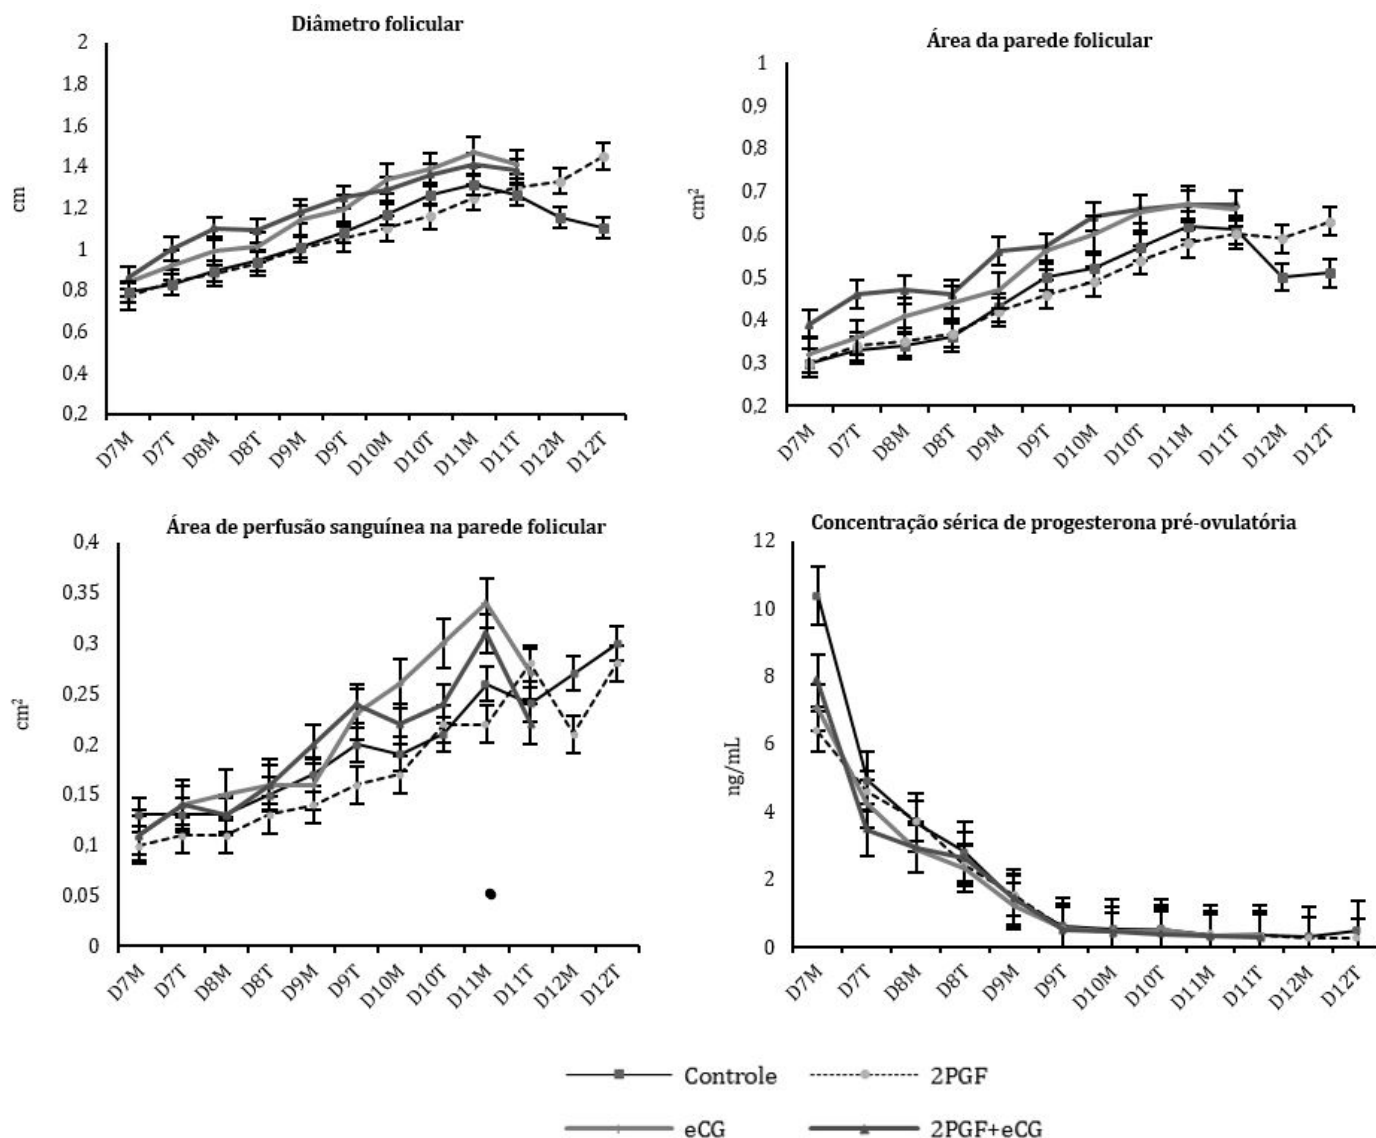 Diâmetro folicular
2
1,8
1,6
1,4
1,2
1
0,8
0,6
0,4
0,2
cm
D7M D7T D8M D8T D9M D9T D10M D10T D11M D11T D12M D12T
Área da parede folicular
1
0,9
0,8
0,7
0,6
0,5
0,4
0,3
0,2
cm²
D7M D7T D8M D8T D9M D9T D10M D10T D11M D11T D12M D12T
Área de perfusão sanguínea na parede folicular
0,4
0,35
0,3
0,25
0,2
0,15
0,1
0,05
0
cm²
D7M D7T D8M D8T D9M D9T D10M D10T D11M D11T D12M D12T
Concentração sérica de progesterona pré-ovulatória
12
10
8
6
4
2
0
ng/mL
D7M D7T D8M D8T D9M D9T D10M D10T D11M D11T D12M D12T
Controle 2PGF
eCG 2PGF+eCG